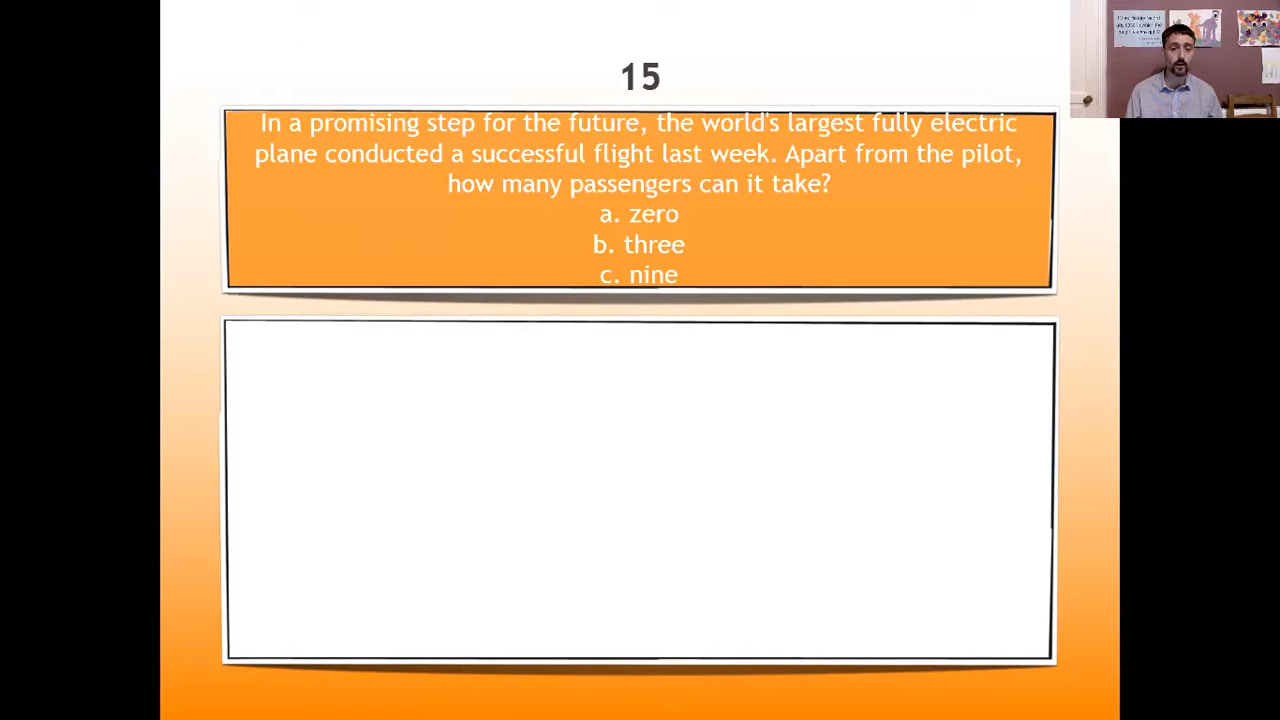 15
In a promising step for the future, the world's largest fully electric
plane conducted a successful flight last week. Apart from the pilot,
how many passengers can it take?
a. zero
b. three
c. nine